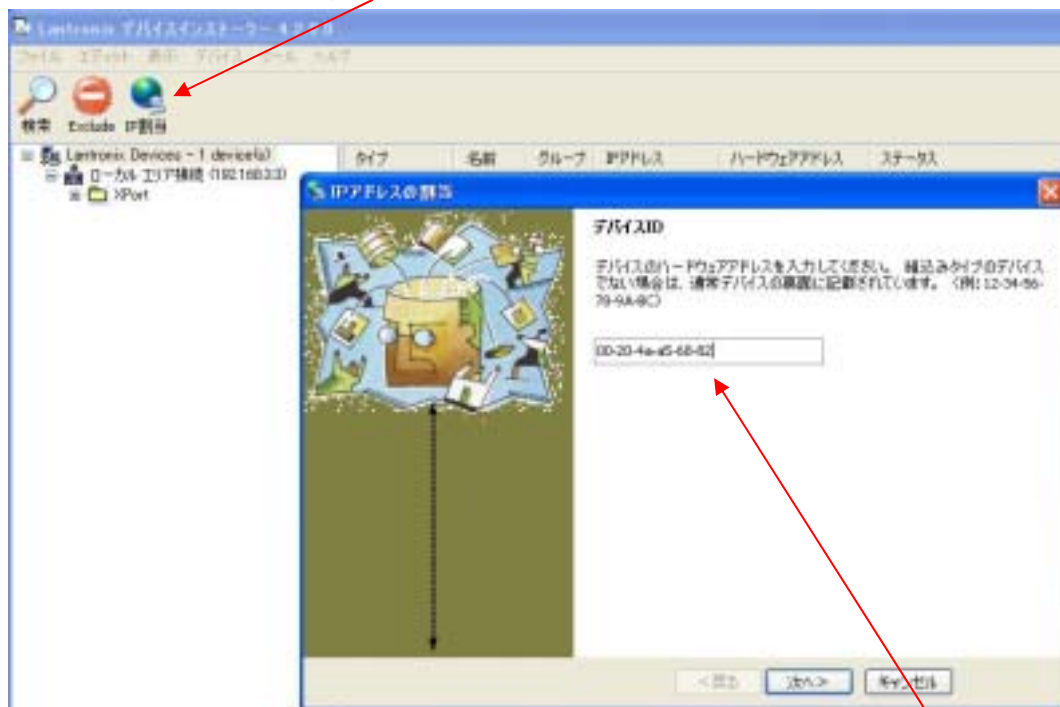 Lantronix デバイスインストーラー
ファイル エディット 表示 デバイス ツール ヘルプ
検索 Exclude IP割当
Lantronix Devices - 1 device(s)
ローカル エリア接続
XPort
タイプ 名前 グループ IPアドレス ハードウェアアドレス ステータス
IPアドレスの割当
デバイスID
デバイスのハードウェアアドレスを入力してください。 組込みタイプのデバイス
でない場合は、通常デバイスの裏面に記載されています。 (例: 12-34-56-
78-9A-BC)
00-20-4a-a5-68-82
<戻る 次へ> キャンセル